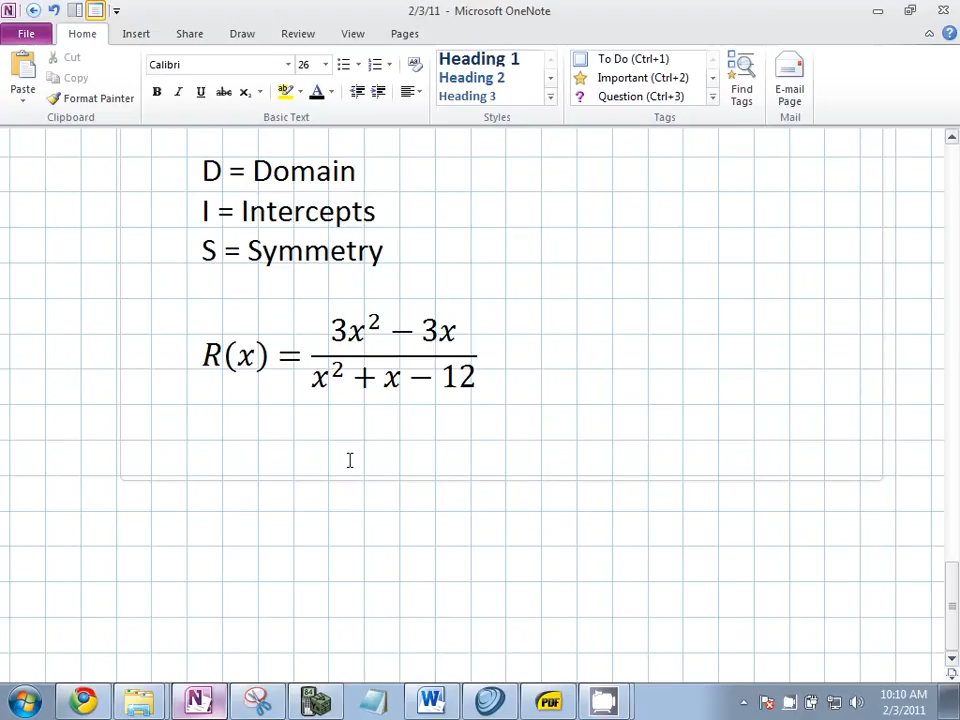 2/3/11 - Microsoft OneNote
File Home Insert Share Draw Review View Pages
Paste
Cut
Copy
Format Painter
Clipboard
Calibri 26
B I U abc x₂ ab A
Basic Text
Heading 1
Heading 2
Heading 3
Styles
To Do (Ctrl+1)
Important (Ctrl+2)
Question (Ctrl+3)
Tags
Find Tags
E-mail Page
Mail
D = Domain
I = Intercepts
S = Symmetry
R(x) = (3x² − 3x)/(x² + x − 12)
10:10 AM
2/3/2011